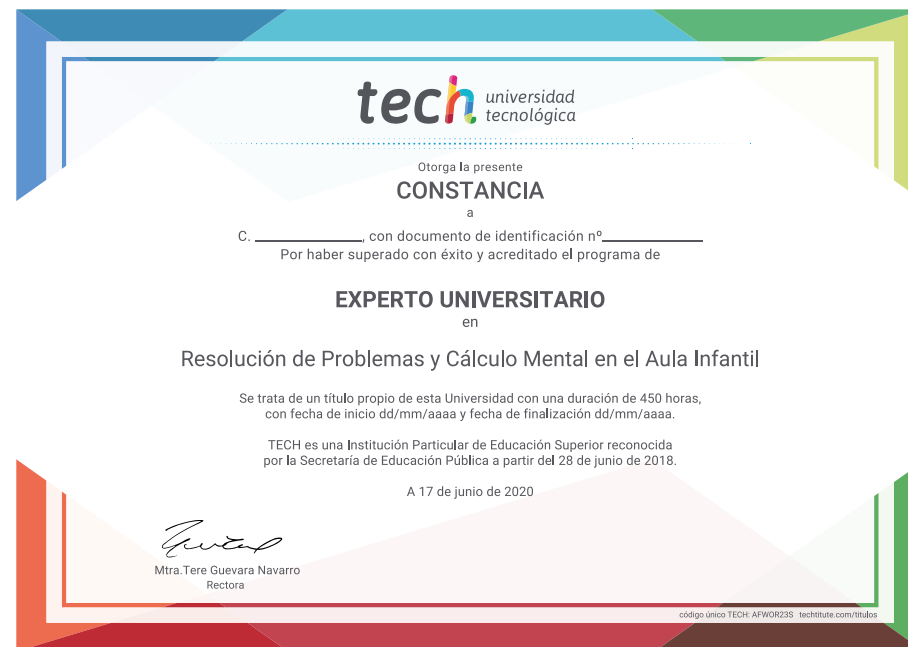 tech universidad
tecnológica
Otorga la presente
CONSTANCIA
a
C. ____________, con documento de identificación nº____________
Por haber superado con éxito y acreditado el programa de
EXPERTO UNIVERSITARIO
en
Resolución de Problemas y Cálculo Mental en el Aula Infantil
Se trata de un título propio de esta Universidad con una duración de 450 horas,
con fecha de inicio dd/mm/aaaa y fecha de finalización dd/mm/aaaa.
TECH es una Institución Particular de Educación Superior reconocida
por la Secretaría de Educación Pública a partir del 28 de junio de 2018.
A 17 de junio de 2020
Mtra.Tere Guevara Navarro
Rectora
código único TECH: AFWOR23S techtitute.com/titulos